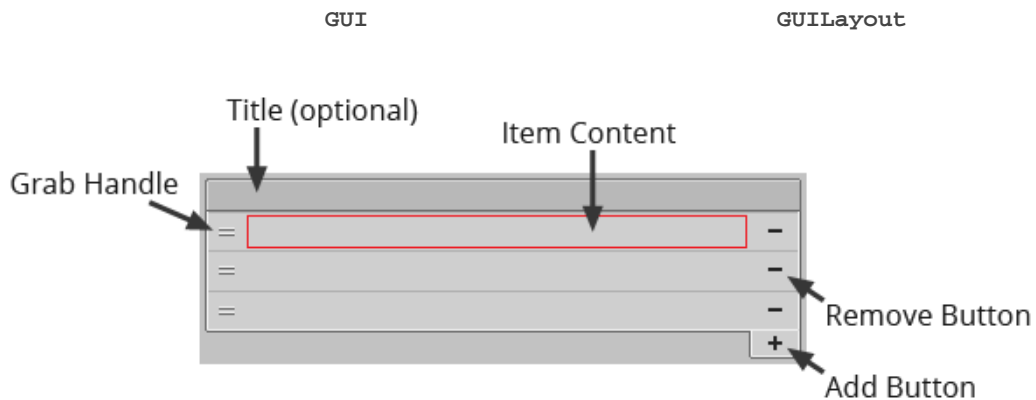 GUI GUILayout
Title (optional)
Item Content
Grab Handle
Remove Button
Add Button